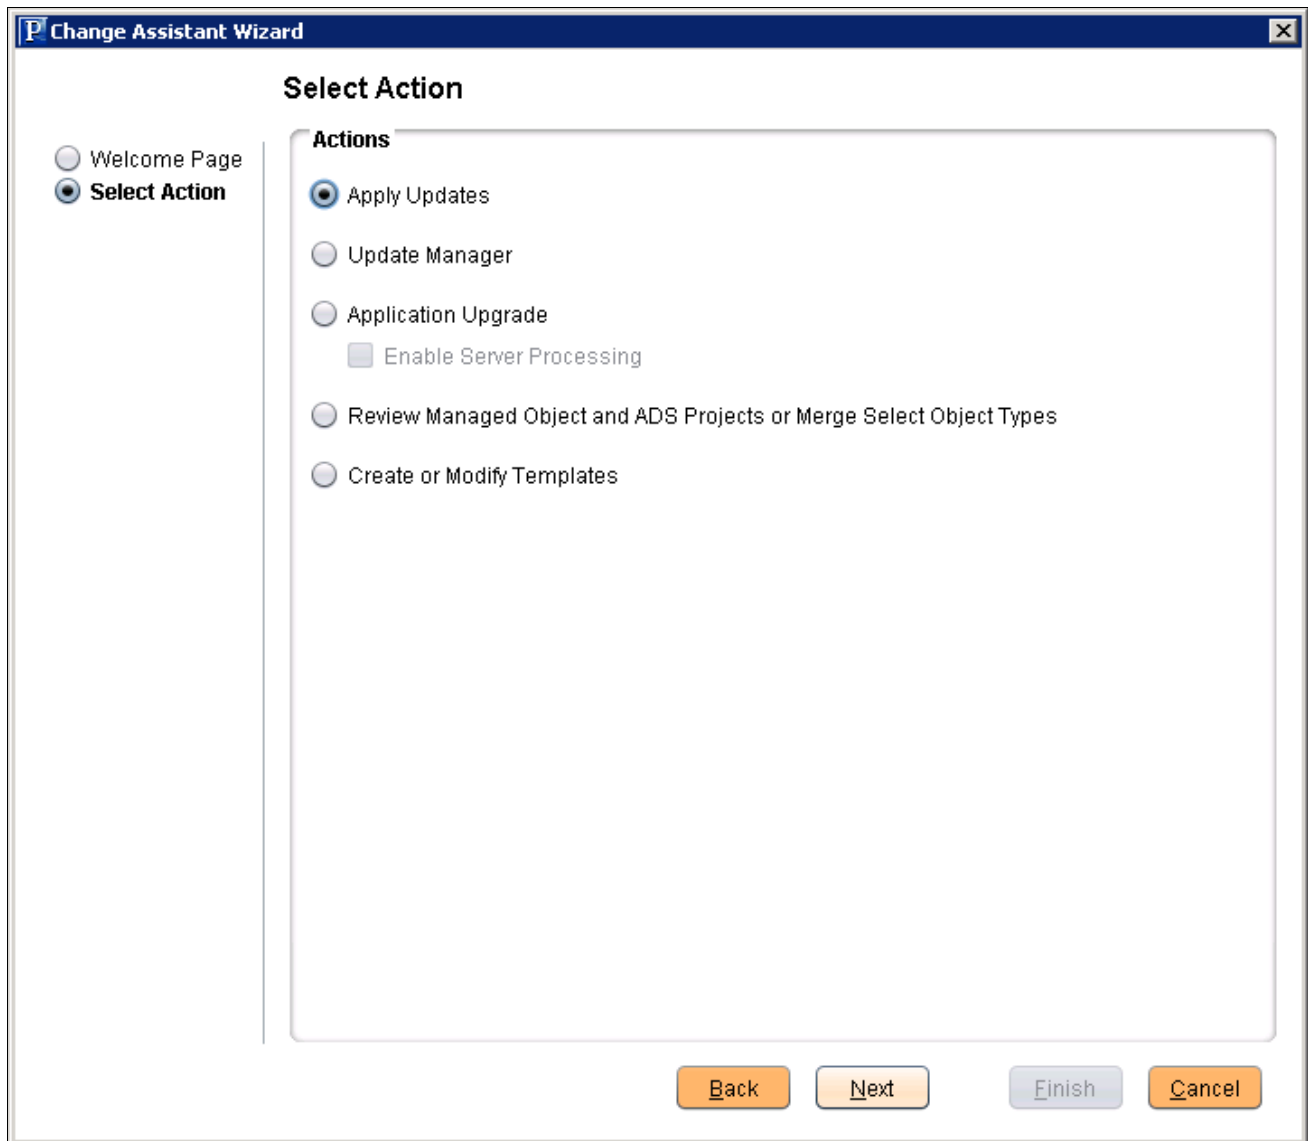 Change Assistant Wizard
Select Action
Welcome Page
Select Action
Actions
Apply Updates
Update Manager
Application Upgrade
Enable Server Processing
Review Managed Object and ADS Projects or Merge Select Object Types
Create or Modify Templates
Back
Next
Finish
Cancel